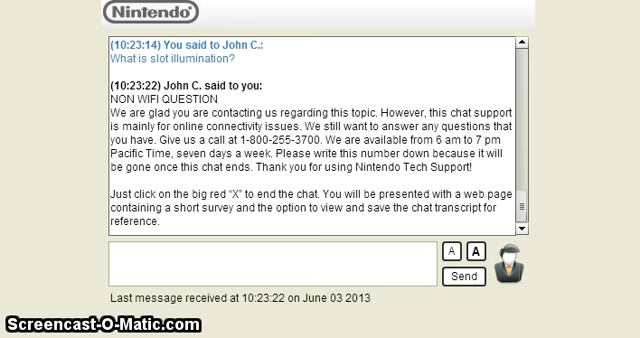 Nintendo
(10:23:14) You said to John C.:
What is slot illumination?
(10:23:22) John C. said to you:
NON WIFI QUESTION
We are glad you are contacting us regarding this topic. However, this chat support
is mainly for online connectivity issues. We still want to answer any questions that
you have. Give us a call at 1-800-255-3700. We are available from 6 am to 7 pm
Pacific Time, seven days a week. Please write this number down because it will
be gone once this chat ends. Thank you for using Nintendo Tech Support!
Just click on the big red "X" to end the chat. You will be presented with a web page
containing a short survey and the option to view and save the chat transcript for
reference.
A A
Send
Last message received at 10:23:22 on June 03 2013
Screencast-O-Matic.com